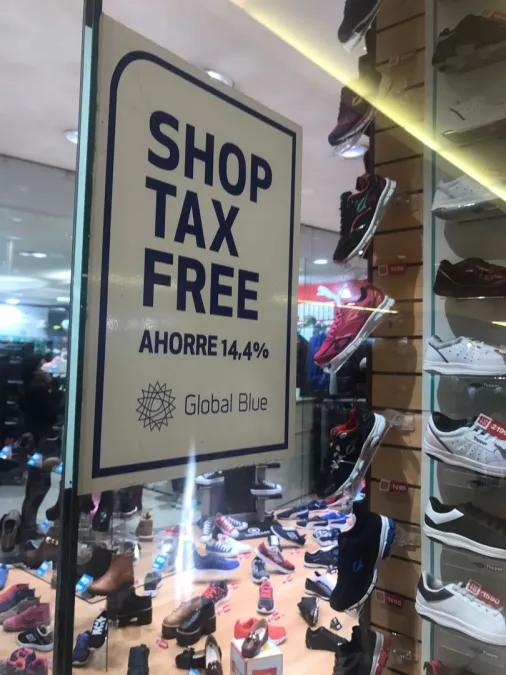 SHOP
TAX
FREE
AHORRE 14,4%
Global Blue